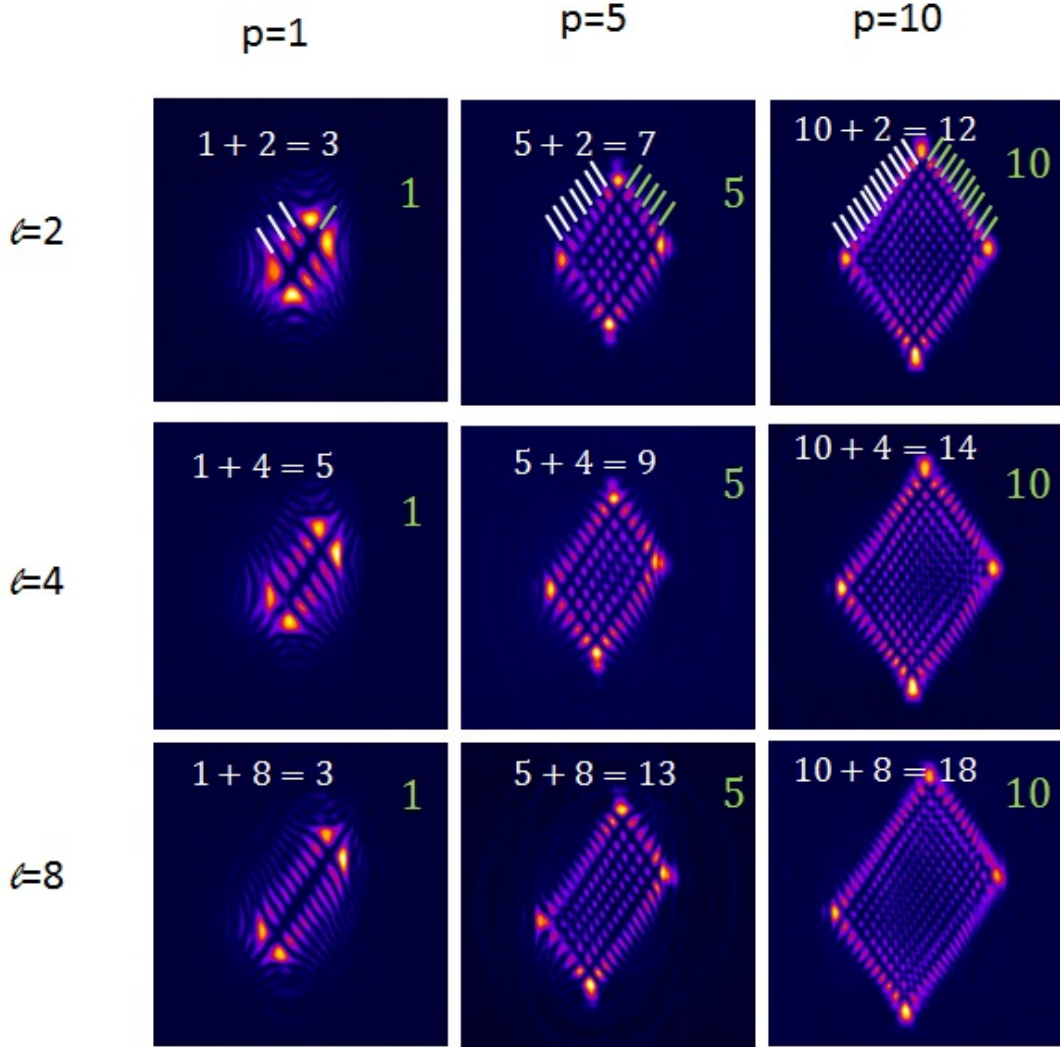 p=1 p=5 p=10
ℓ=2
1 + 2 = 3
1
5 + 2 = 7
5
10 + 2 = 12
10
ℓ=4
1 + 4 = 5
1
5 + 4 = 9
5
10 + 4 = 14
10
ℓ=8
1 + 8 = 3
1
5 + 8 = 13
5
10 + 8 = 18
10